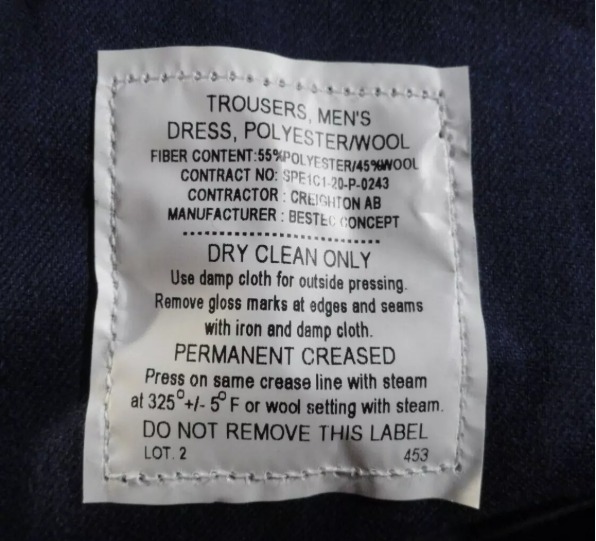 TROUSERS, MEN'S
DRESS, POLYESTER/WOOL
FIBER CONTENT:55%POLYESTER/45%WOOL
CONTRACT NO: SPE1C1-20-P-0243
CONTRACTOR : CREIGHTON AB
MANUFACTURER : BESTEC CONCEPT
DRY CLEAN ONLY
Use damp cloth for outside pressing.
Remove gloss marks at edges and seams
with iron and damp cloth.
PERMANENT CREASED
Press on same crease line with steam
at 325°+/- 5° F or wool setting with steam.
DO NOT REMOVE THIS LABEL
LOT. 2 453